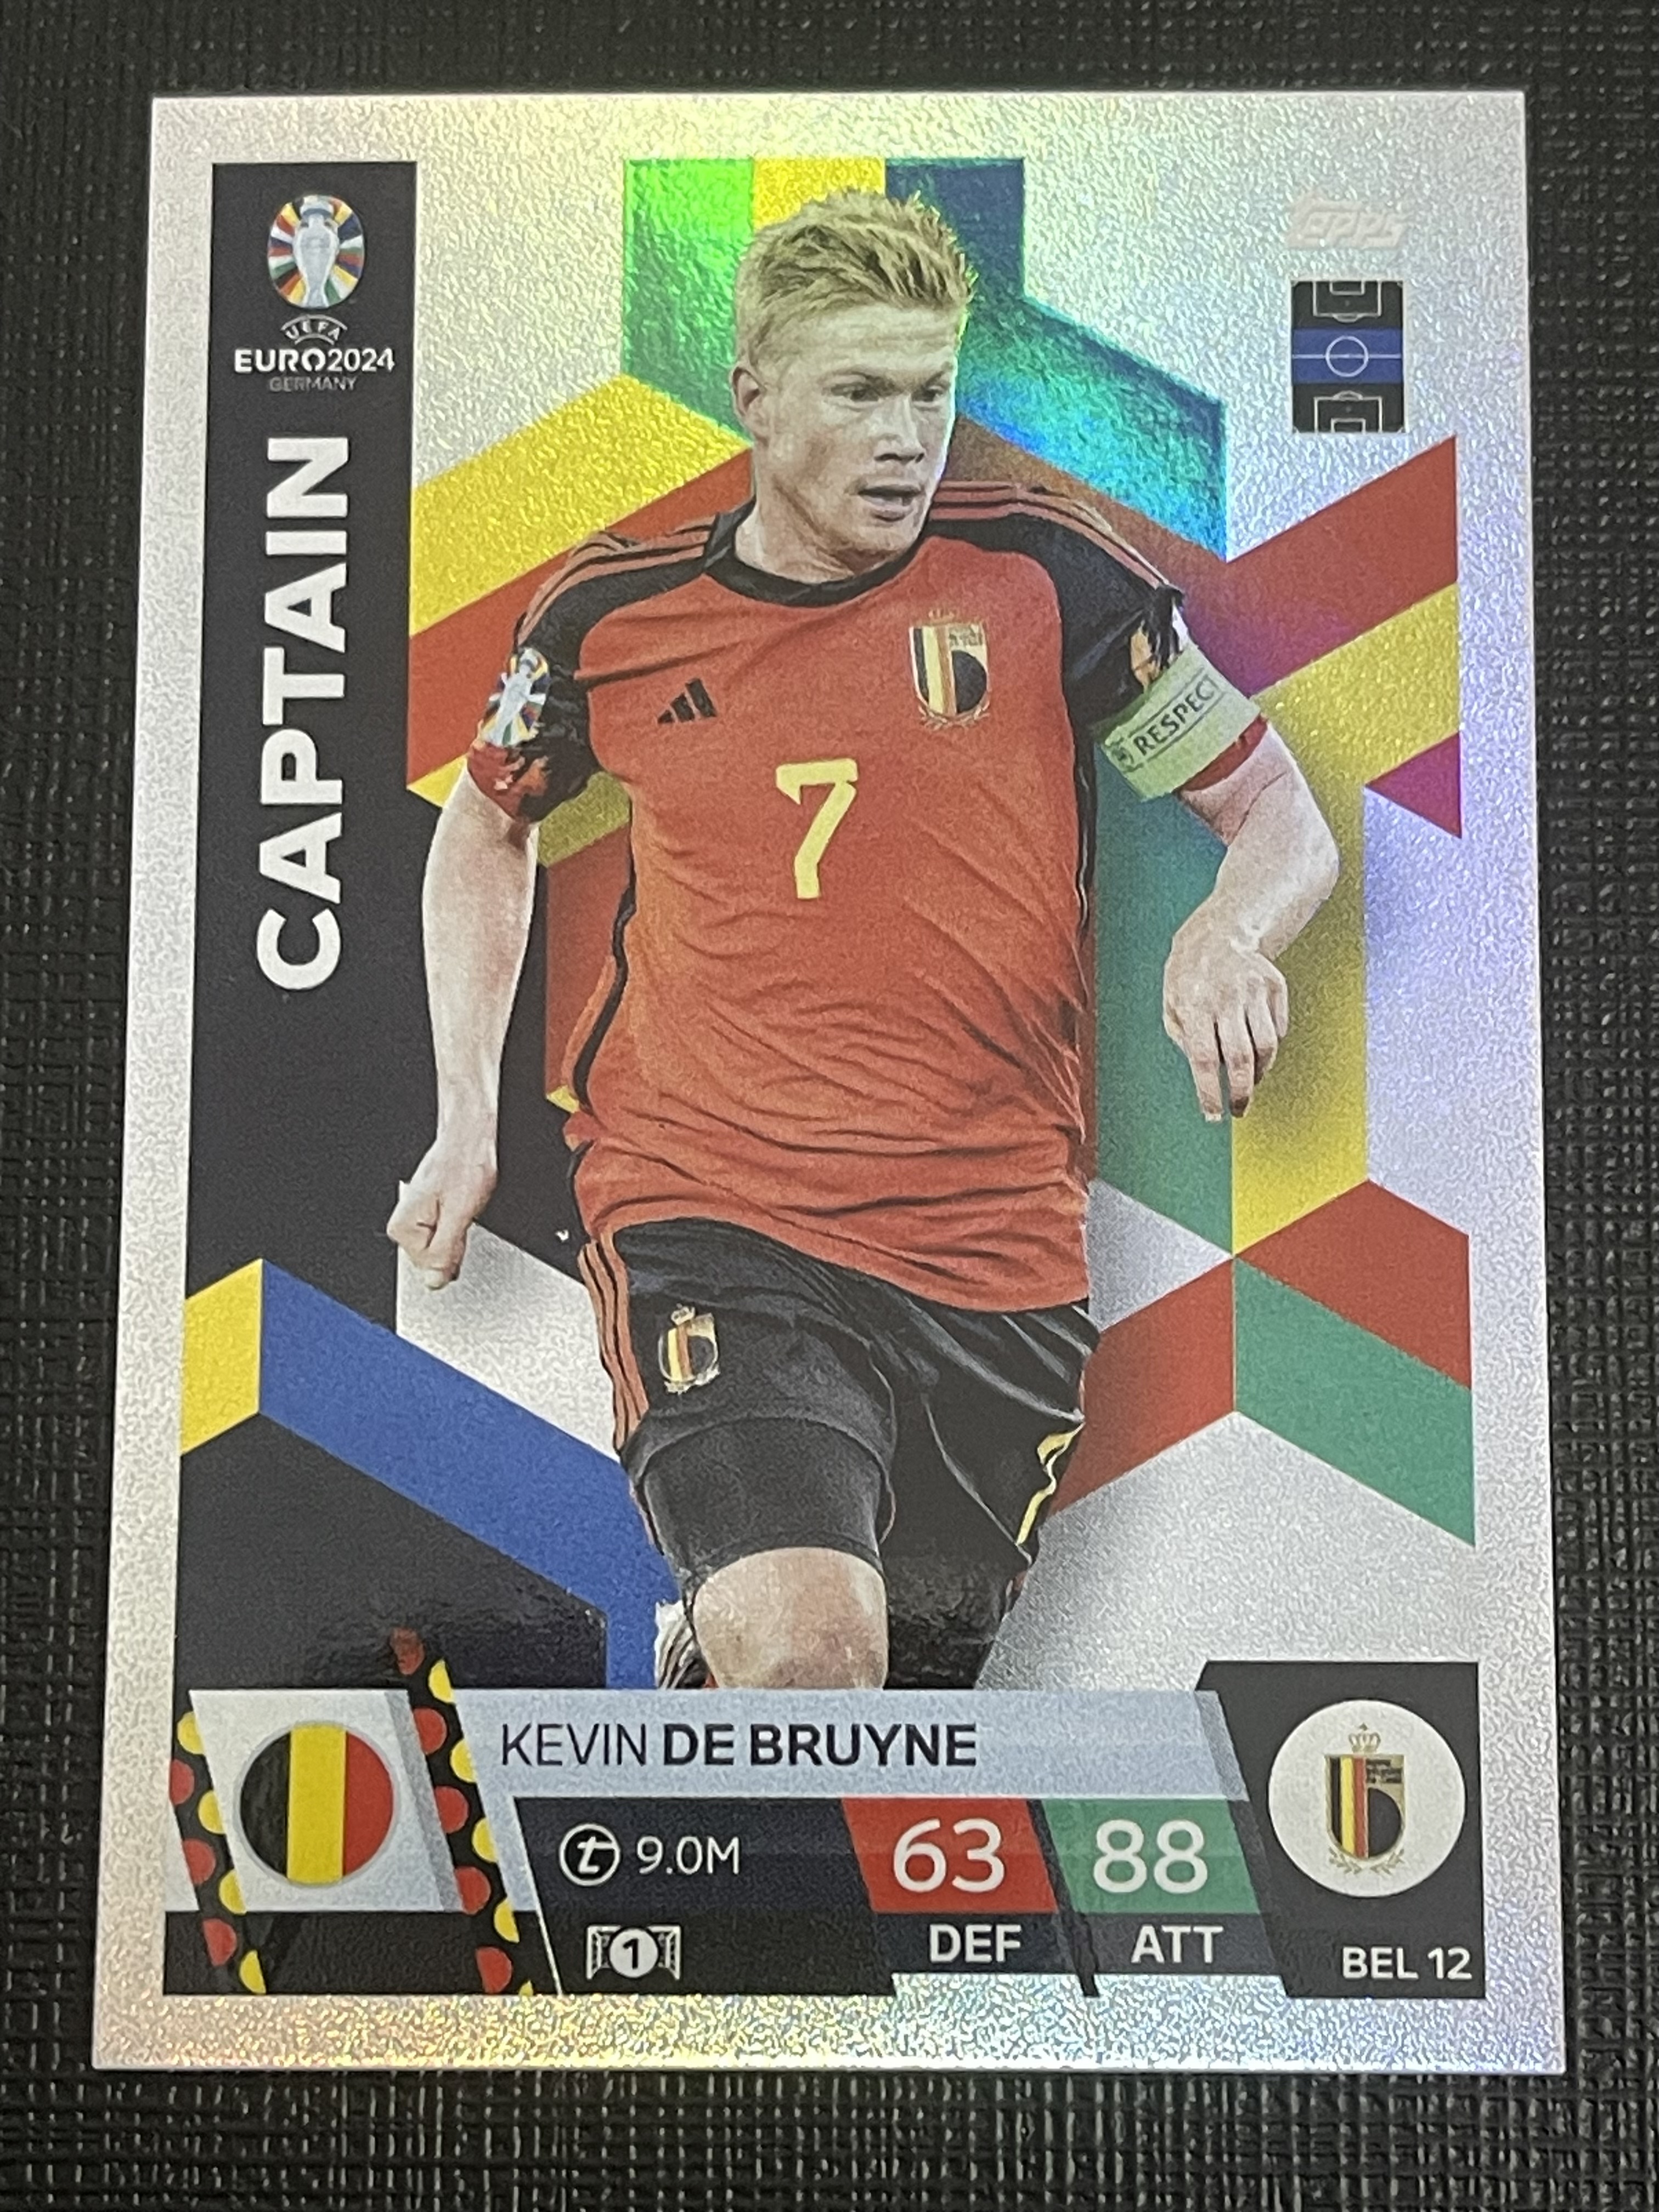 UEFA
EURO2024
GERMANY
CAPTAIN
topps
RESPECT
7
KEVIN DE BRUYNE
t 9.0M
63
88
1
DEF
ATT
BEL 12